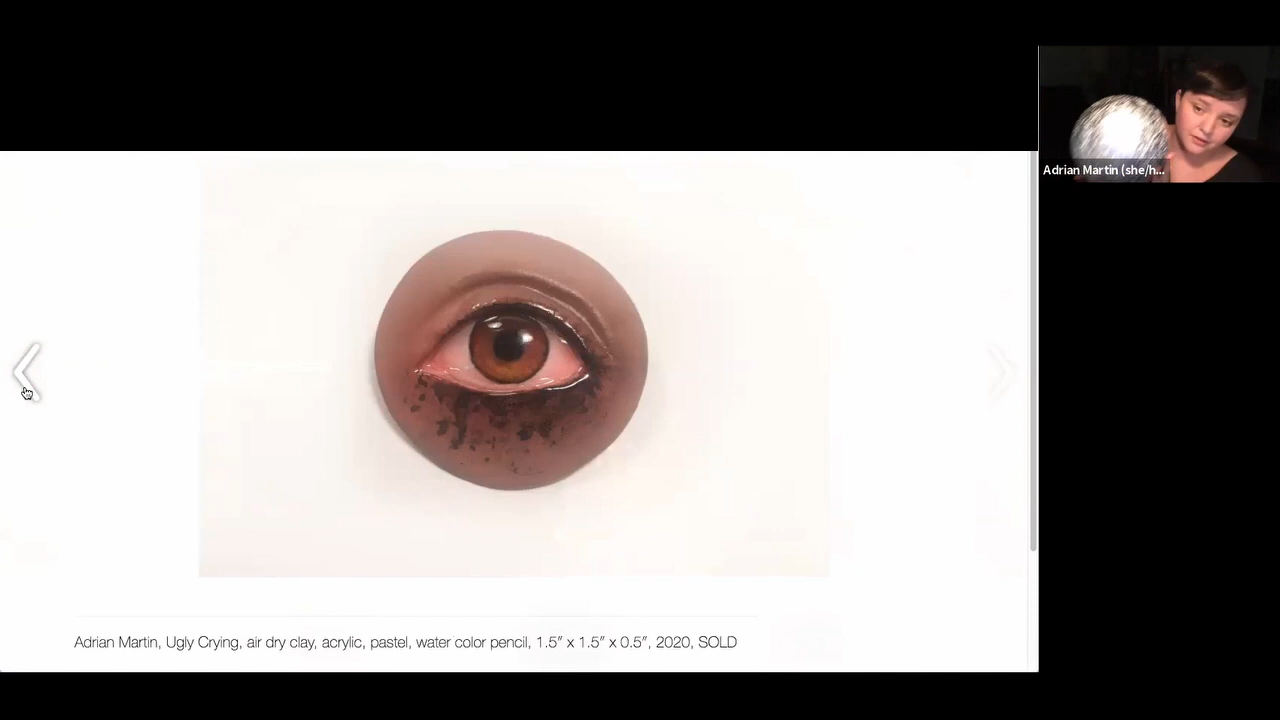 Adrian Martin (she/h...
Adrian Martin, Ugly Crying, air dry clay, acrylic, pastel, water color pencil, 1.5” x 1.5” x 0.5”, 2020, SOLD